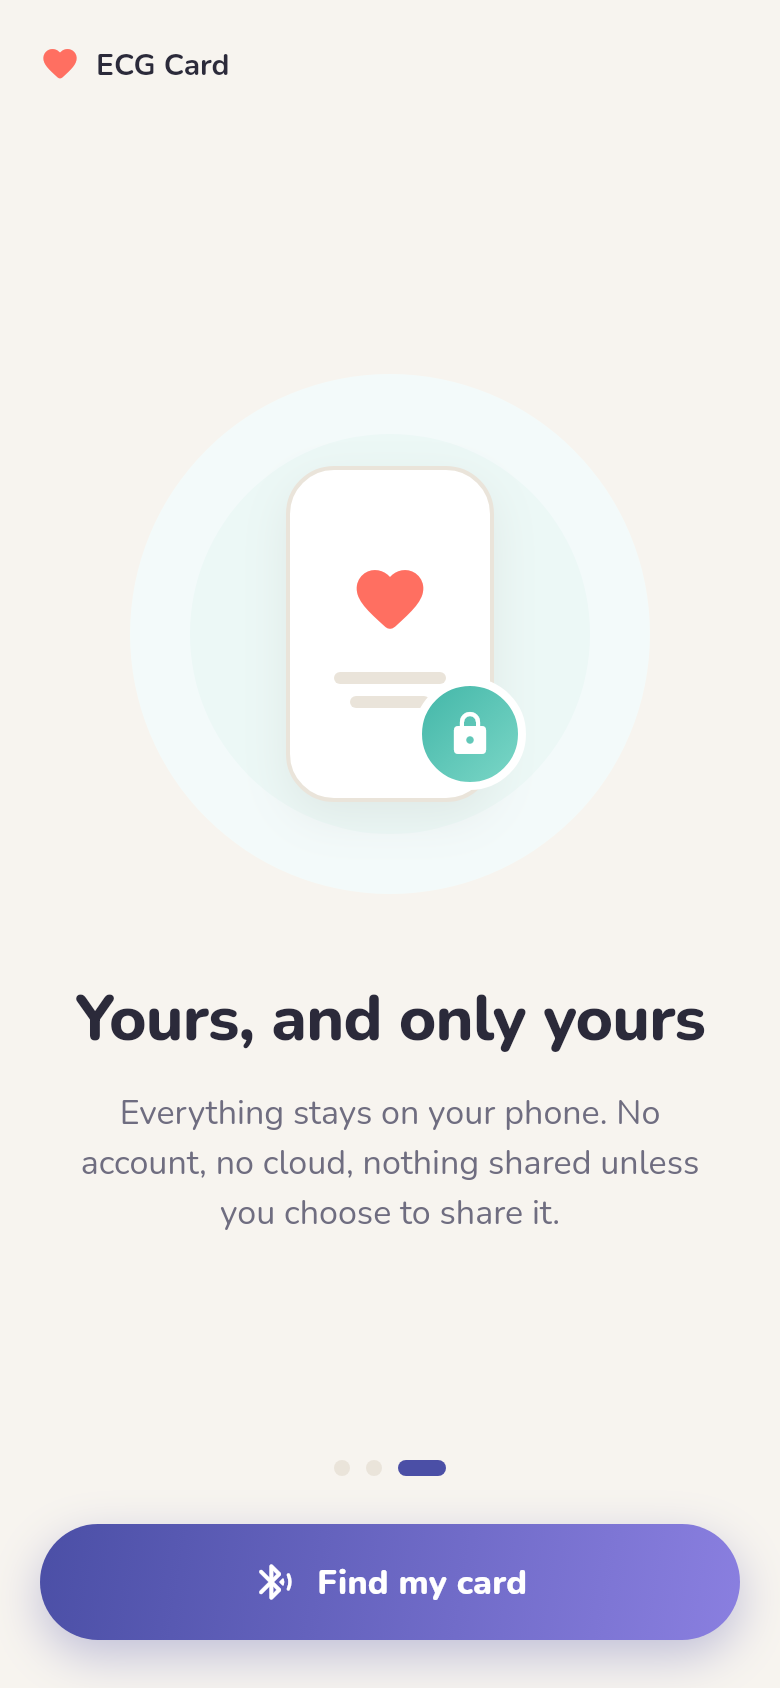 ECG Card
Yours, and only yours
Everything stays on your phone. No
account, no cloud, nothing shared unless
you choose to share it.
Find my card